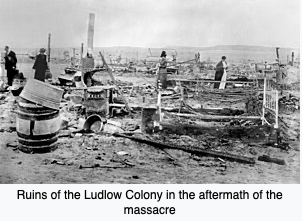 Ruins of the Ludlow Colony in the aftermath of the
massacre